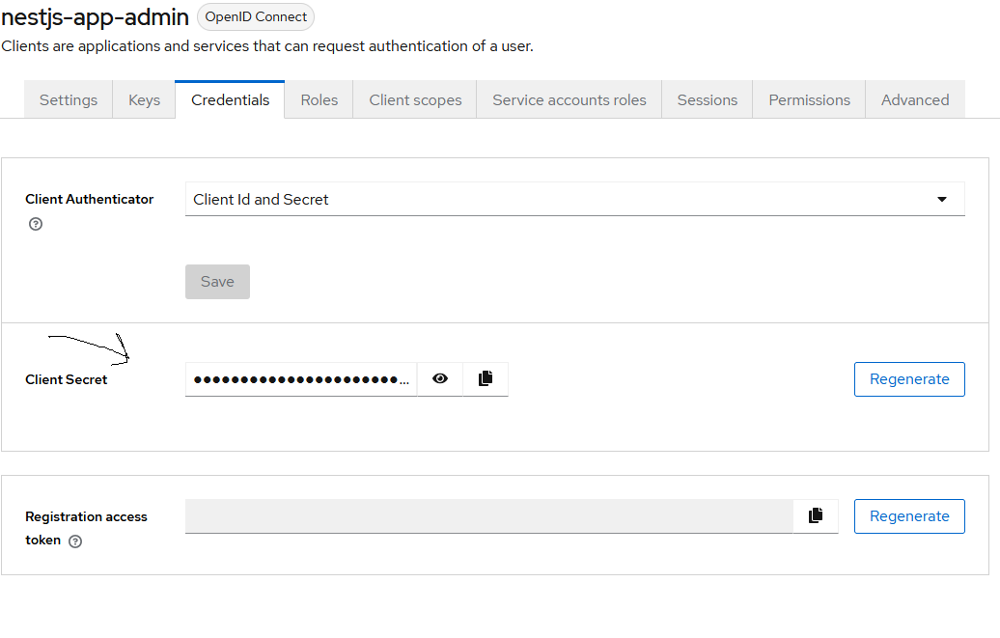 nestjs-app-admin OpenID Connect
Clients are applications and services that can request authentication of a user.
Settings Keys Credentials Roles Client scopes Service accounts roles Sessions Permissions Advanced
Client Authenticator Client Id and Secret
Save
Client Secret ●●●●●●●●●●●●●●●●●●●●●●... Regenerate
Registration access Regenerate
token